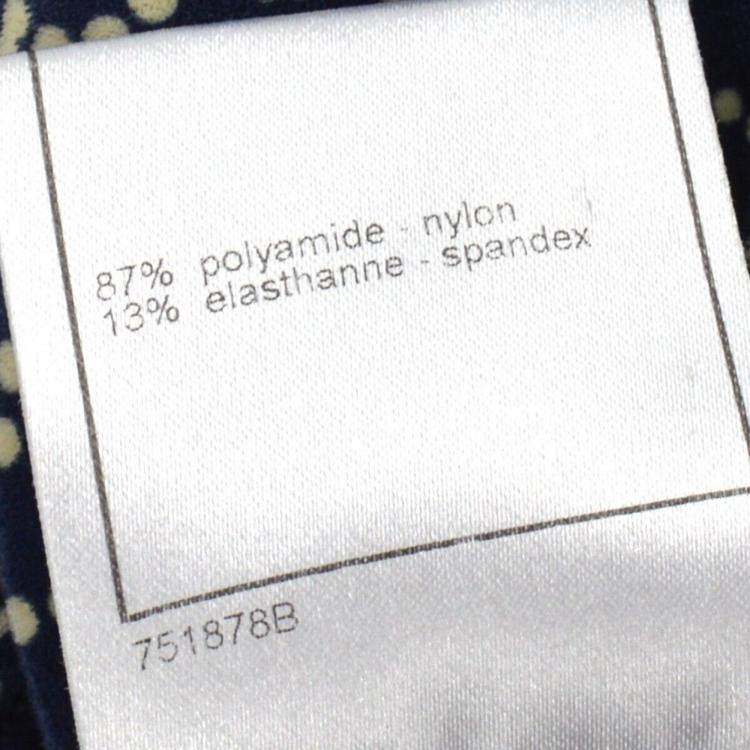 87% polyamide - nylon
13% elasthanne - spandex
751878B